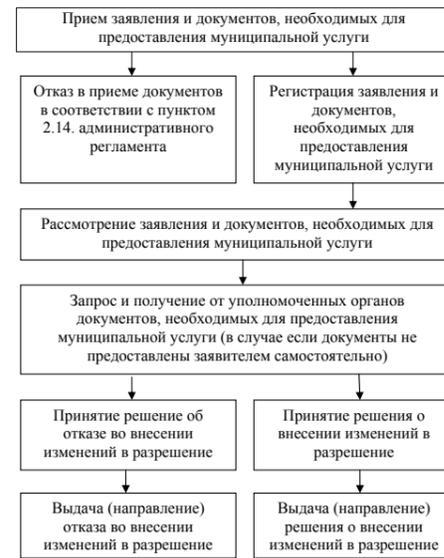 Прием заявления и документов, необходимых для
предоставления муниципальной услуги
Отказ в приеме документов
в соответствии с пунктом
2.14. административного
регламента
Регистрация заявления и
документов,
необходимых для
предоставления
муниципальной услуги
Рассмотрение заявления и документов, необходимых для
предоставления муниципальной услуги
Запрос и получение от уполномоченных органов
документов, необходимых для предоставления
муниципальной услуги (в случае если документы не
предоставлены заявителем самостоятельно)
Принятие решение об
отказе во внесении
изменений в разрешение
Принятие решения о
внесении изменений в
разрешение
Выдача (направление)
отказа во внесении
изменений в разрешение
Выдача (направление)
решения о внесении
изменений в разрешение